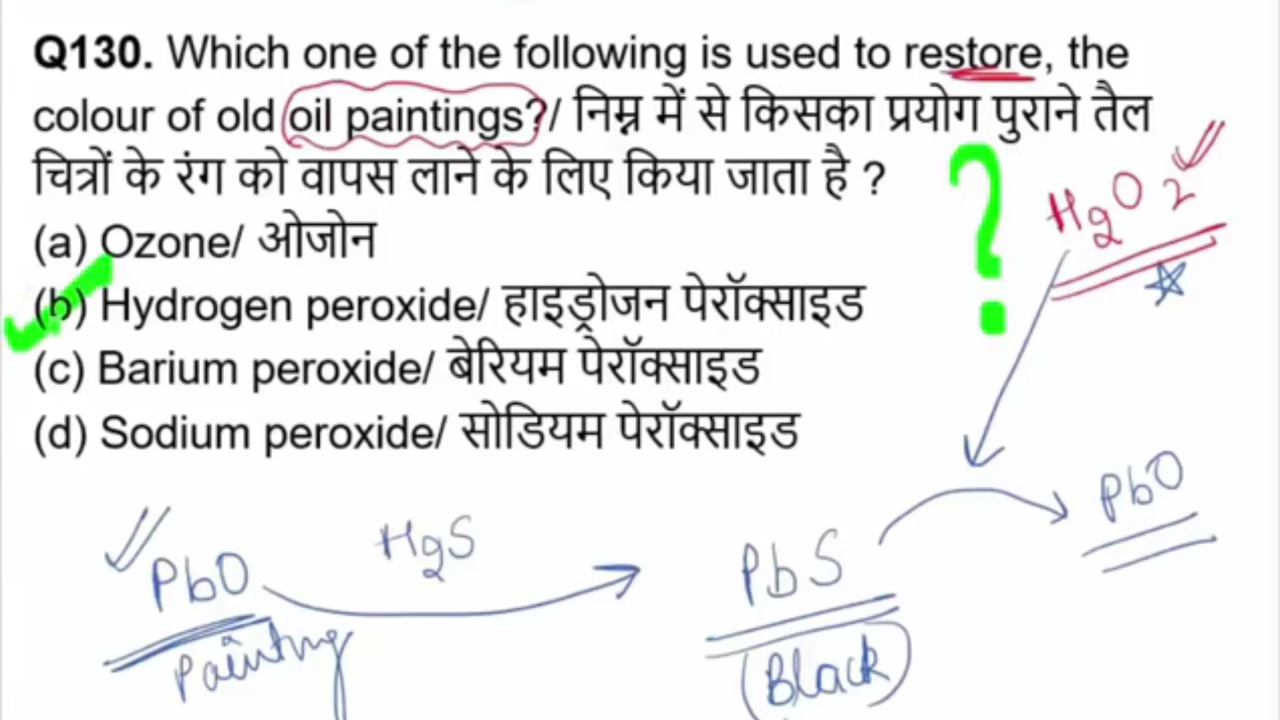 Q130. Which one of the following is used to restore, the
colour of old oil paintings?/ निम्न में से किसका प्रयोग पुराने तैल
चित्रों के रंग को वापस लाने के लिए किया जाता है ?
?
H2O2
(a) Ozone/ ओजोन
(b) Hydrogen peroxide/ हाइड्रोजन पेरॉक्साइड
(c) Barium peroxide/ बेरियम पेरॉक्साइड
(d) Sodium peroxide/ सोडियम पेरॉक्साइड
PbO H2S PbS PbO
Painting (Black)